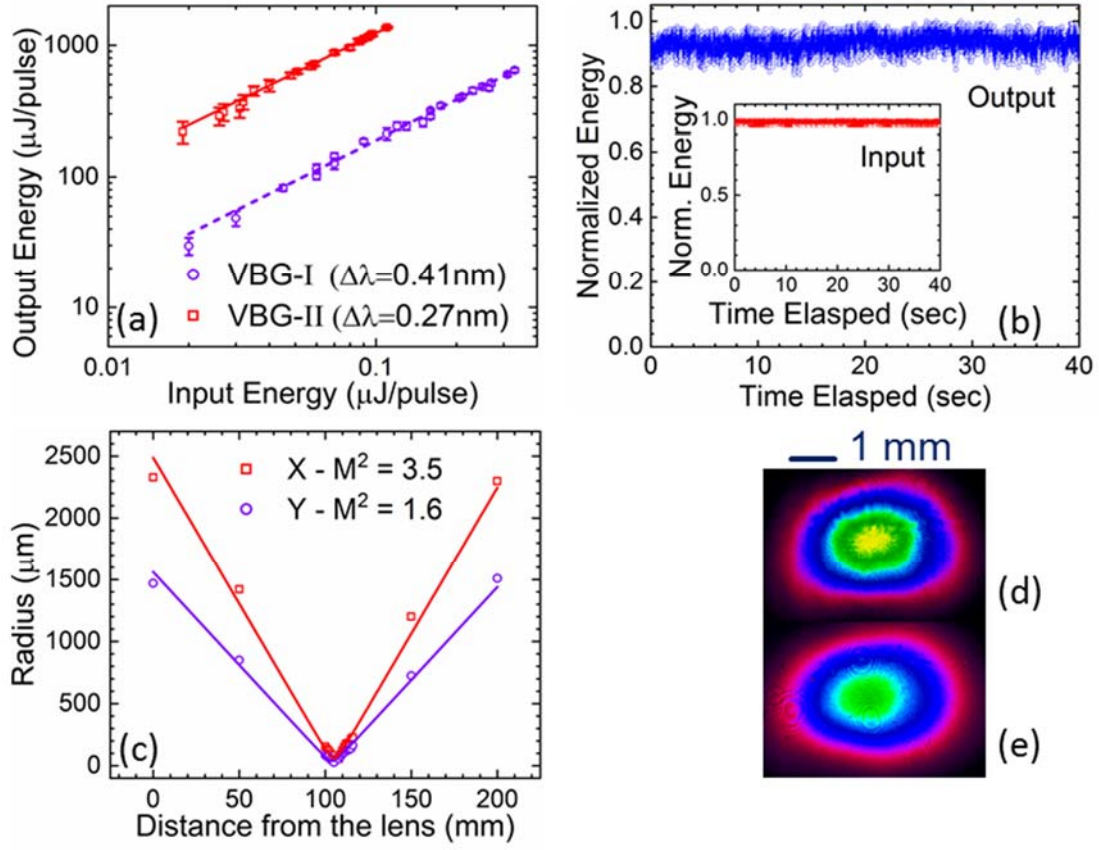 Output Energy (μJ/pulse)
1000
100
10
0.01
0.1
Input Energy (μJ/pulse)
VBG-I (Δλ=0.41nm)
VBG-II (Δλ=0.27nm)
(a)
Normalized Energy
1.0
0.8
0.6
0.4
0.2
0.0
0
10
20
30
40
Time Elasped (sec)
Output
(b)
Norm. Energy
1.0
0.5
0.0
0
10
20
30
40
Time Elasped (sec)
Input
Radius (μm)
2500
2000
1500
1000
500
0
0
50
100
150
200
Distance from the lens (mm)
X - M² = 3.5
Y - M² = 1.6
(c)
1 mm
(d)
(e)